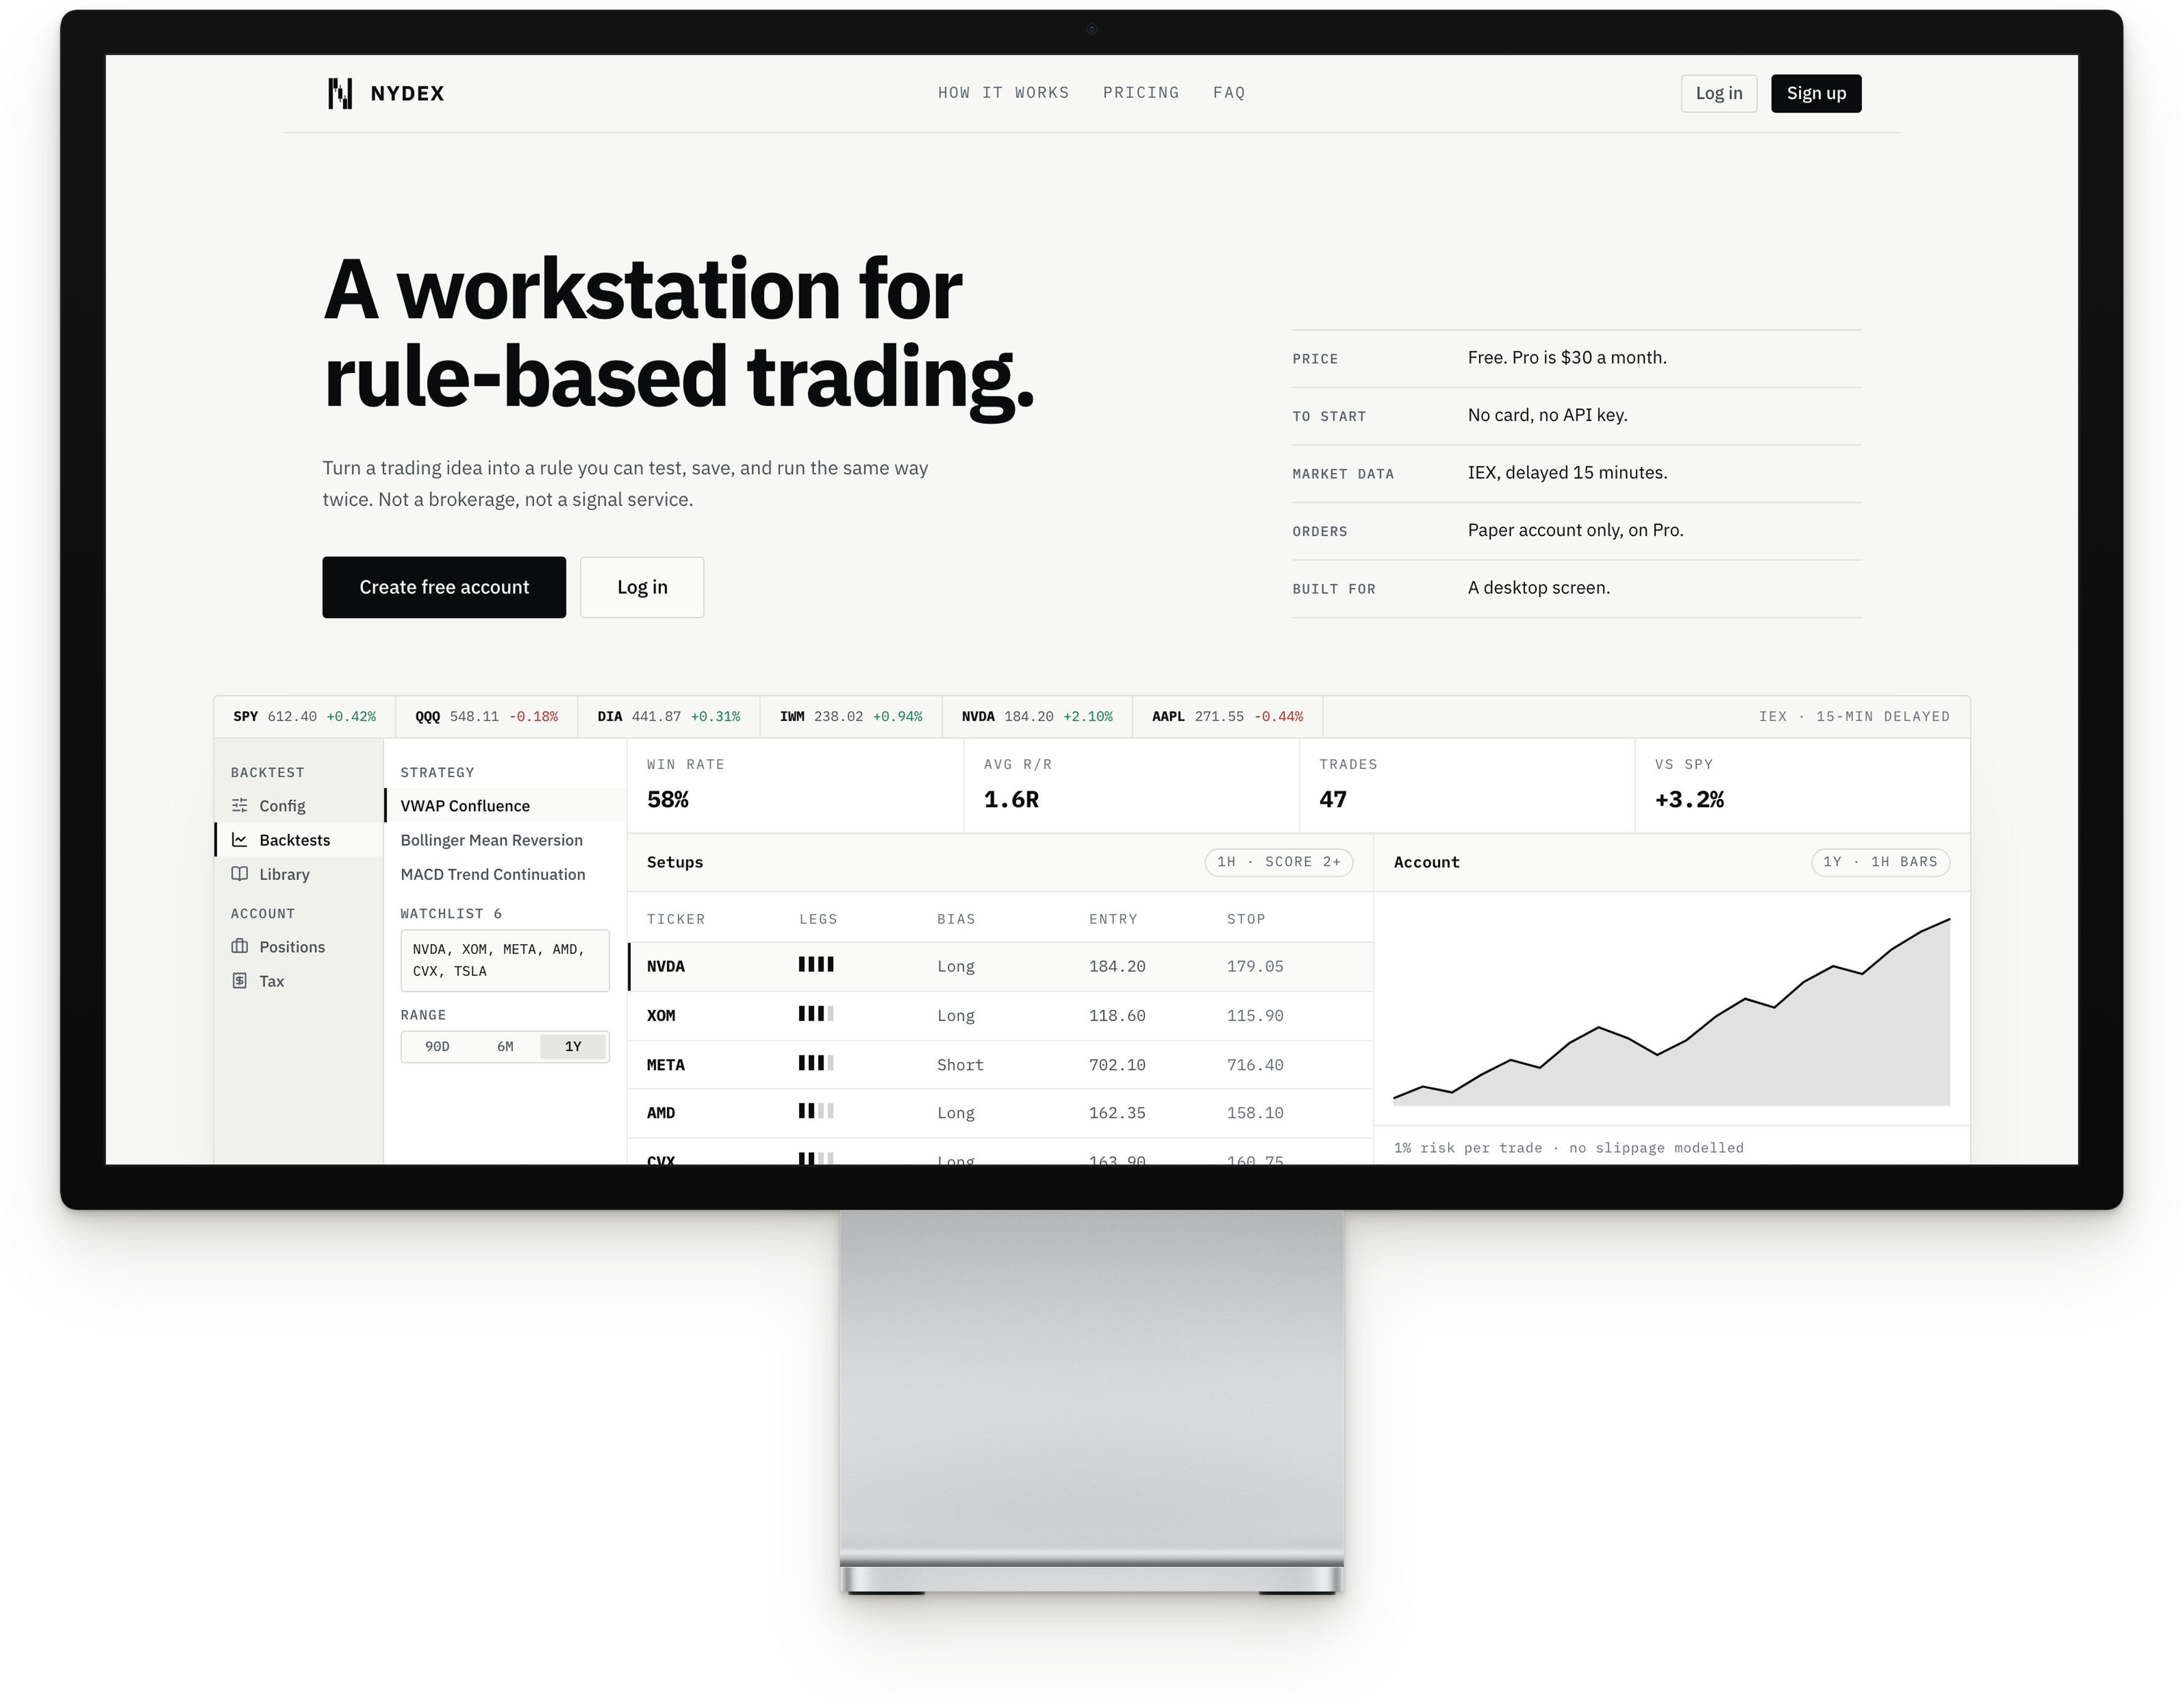 NYDEX
HOW IT WORKS PRICING FAQ
Log in Sign up
A workstation for
rule-based trading.
Turn a trading idea into a rule you can test, save, and run the same way
twice. Not a brokerage, not a signal service.
Create free account Log in
PRICE Free. Pro is $30 a month.
TO START No card, no API key.
MARKET DATA IEX, delayed 15 minutes.
ORDERS Paper account only, on Pro.
BUILT FOR A desktop screen.
SPY 612.40 +0.42% QQQ 548.11 -0.18% DIA 441.87 +0.31% IWM 238.02 +0.94% NVDA 184.20 +2.10% AAPL 271.55 -0.44% IEX · 15-MIN DELAYED
BACKTEST
Config
Backtests
Library
ACCOUNT
Positions
Tax
STRATEGY
VWAP Confluence
Bollinger Mean Reversion
MACD Trend Continuation
WATCHLIST 6
NVDA, XOM, META, AMD,
CVX, TSLA
RANGE
90D 6M 1Y
WIN RATE AVG R/R TRADES VS SPY
58% 1.6R 47 +3.2%
Setups 1H · SCORE 2+
TICKER LEGS BIAS ENTRY STOP
NVDA Long 184.20 179.05
XOM Long 118.60 115.90
META Short 702.10 716.40
AMD Long 162.35 158.10
CVX Long 163.90 160.75
Account 1Y · 1H BARS
1% risk per trade · no slippage modelled